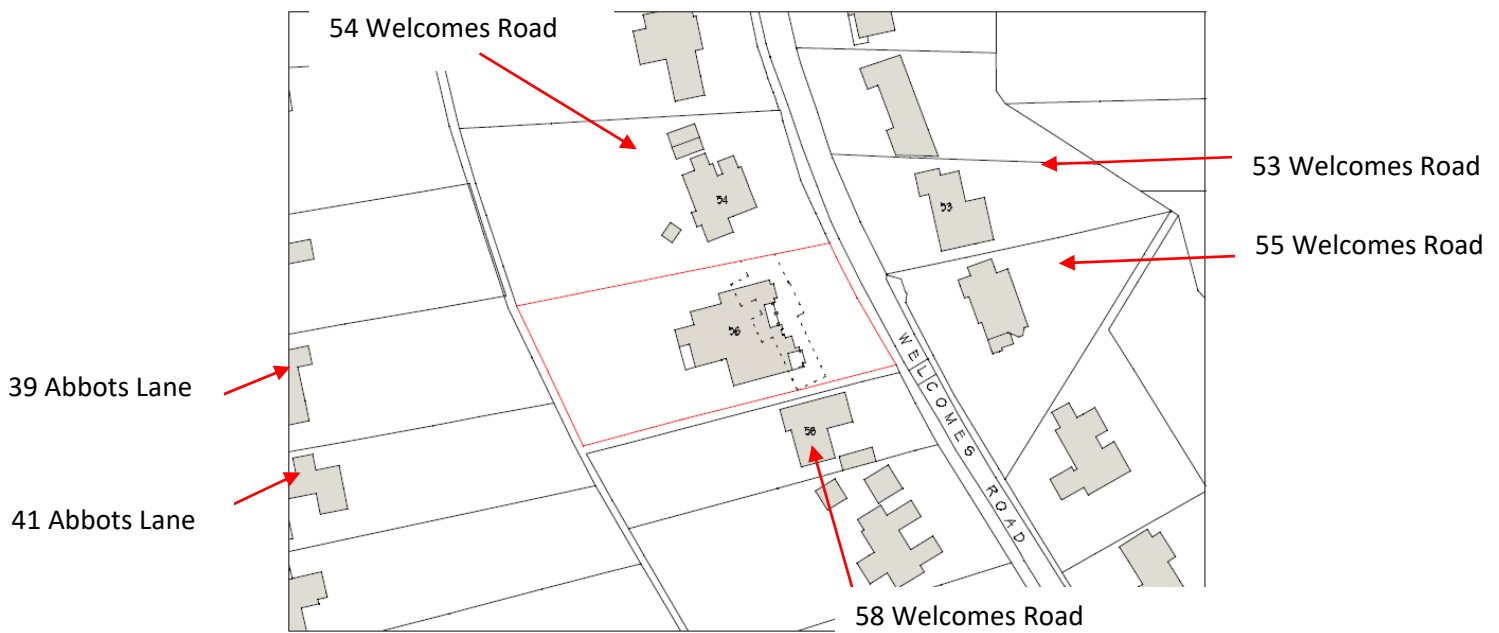 54 Welcomes Road
53 Welcomes Road
54
53
55 Welcomes Road
56
WELCOMES ROAD
39 Abbots Lane
58
41 Abbots Lane
58 Welcomes Road